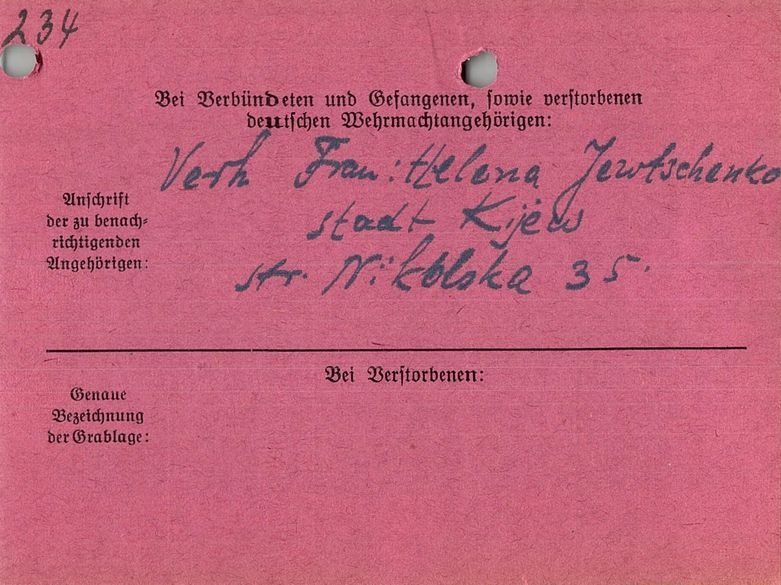 234
Bei Verbündeten und Gefangenen, sowie verstorbenen
deutschen Wehrmachtangehörigen:
Anschrift
der zu benach-
richtigenden
Angehörigen:
Verh Frau: Helena Jewtschenko
stadt Kijew
str. Nikolska 35.
Bei Verstorbenen:
Genaue
Bezeichnung
der Grablage: